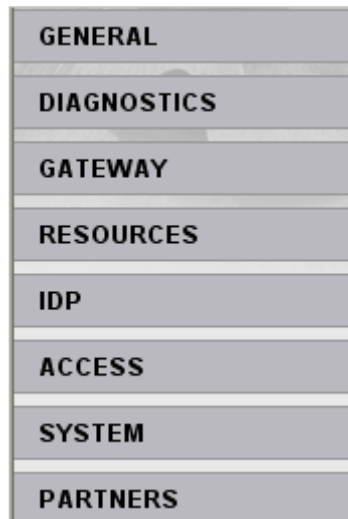 GENERAL
DIAGNOSTICS
GATEWAY
RESOURCES
IDP
ACCESS
SYSTEM
PARTNERS